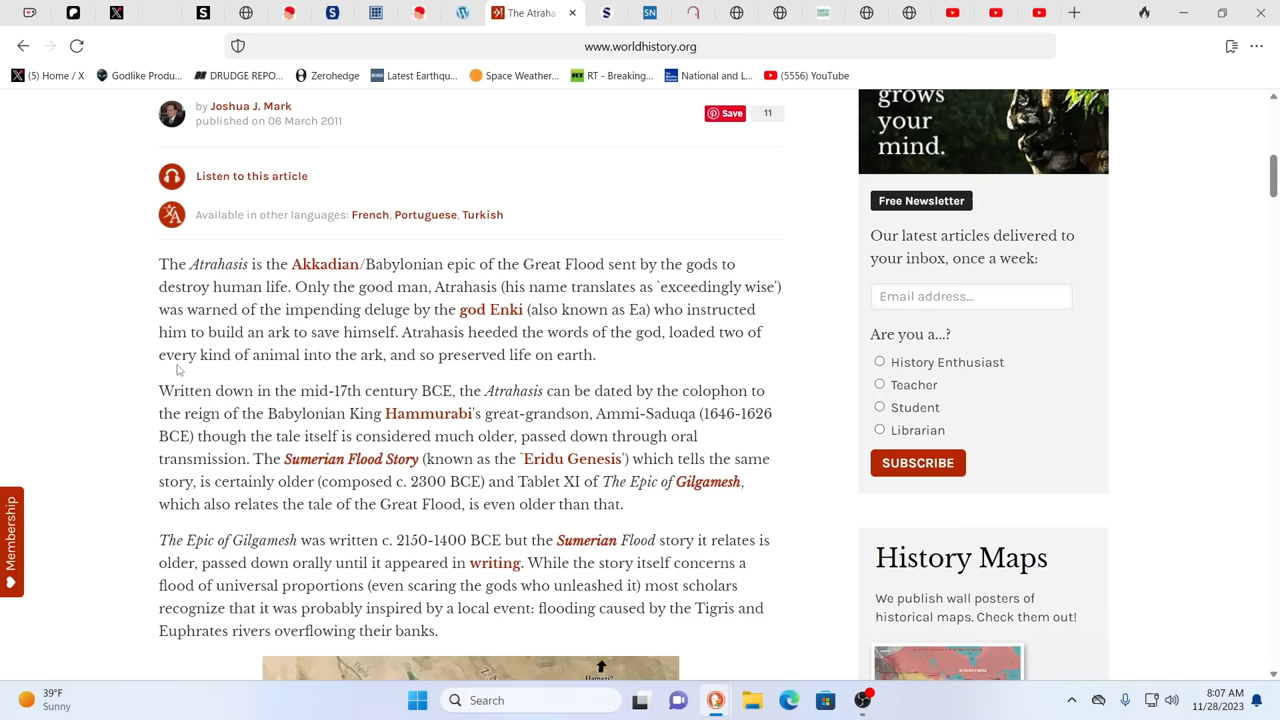 The Atraha
www.worldhistory.org
(5) Home / X
Godlike Produ...
DRUDGE REPO...
Zerohedge
Latest Earthqu...
Space Weather...
RT - Breaking...
National and L...
(5556) YouTube
by Joshua J. Mark
published on 06 March 2011
Save
11
Listen to this article
Available in other languages: French, Portuguese, Turkish
The Atrahasis is the Akkadian/Babylonian epic of the Great Flood sent by the gods to
destroy human life. Only the good man, Atrahasis (his name translates as `exceedingly wise')
was warned of the impending deluge by the god Enki (also known as Ea) who instructed
him to build an ark to save himself. Atrahasis heeded the words of the god, loaded two of
every kind of animal into the ark, and so preserved life on earth.
Written down in the mid-17th century BCE, the Atrahasis can be dated by the colophon to
the reign of the Babylonian King Hammurabi's great-grandson, Ammi-Saduqa (1646-1626
BCE) though the tale itself is considered much older, passed down through oral
transmission. The Sumerian Flood Story (known as the `Eridu Genesis') which tells the same
story, is certainly older (composed c. 2300 BCE) and Tablet XI of The Epic of Gilgamesh,
which also relates the tale of the Great Flood, is even older than that.
The Epic of Gilgamesh was written c. 2150-1400 BCE but the Sumerian Flood story it relates is
older, passed down orally until it appeared in writing. While the story itself concerns a
flood of universal proportions (even scaring the gods who unleashed it) most scholars
recognize that it was probably inspired by a local event: flooding caused by the Tigris and
Euphrates rivers overflowing their banks.
Hamazi?
grows
your
mind.
Free Newsletter
Our latest articles delivered to
your inbox, once a week:
Email address...
Are you a...?
History Enthusiast
Teacher
Student
Librarian
SUBSCRIBE
History Maps
We publish wall posters of
historical maps. Check them out!
Membership
39°F
Sunny
Search
8:07 AM
11/28/2023